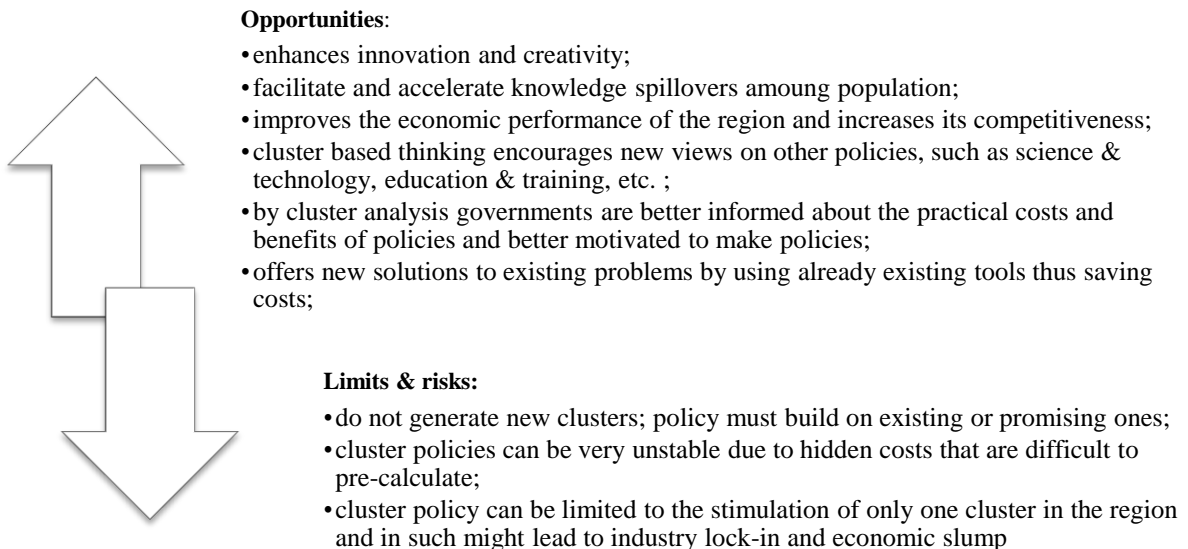 Opportunities:
•enhances innovation and creativity;
•facilitate and accelerate knowledge spillovers amoung population;
•improves the economic performance of the region and increases its competitiveness;
•cluster based thinking encourages new views on other policies, such as science &
technology, education & training, etc. ;
•by cluster analysis governments are better informed about the practical costs and
benefits of policies and better motivated to make policies;
•offers new solutions to existing problems by using already existing tools thus saving
costs;
Limits & risks:
•do not generate new clusters; policy must build on existing or promising ones;
•cluster policies can be very unstable due to hidden costs that are difficult to
pre-calculate;
•cluster policy can be limited to the stimulation of only one cluster in the region
and in such might lead to industry lock-in and economic slump